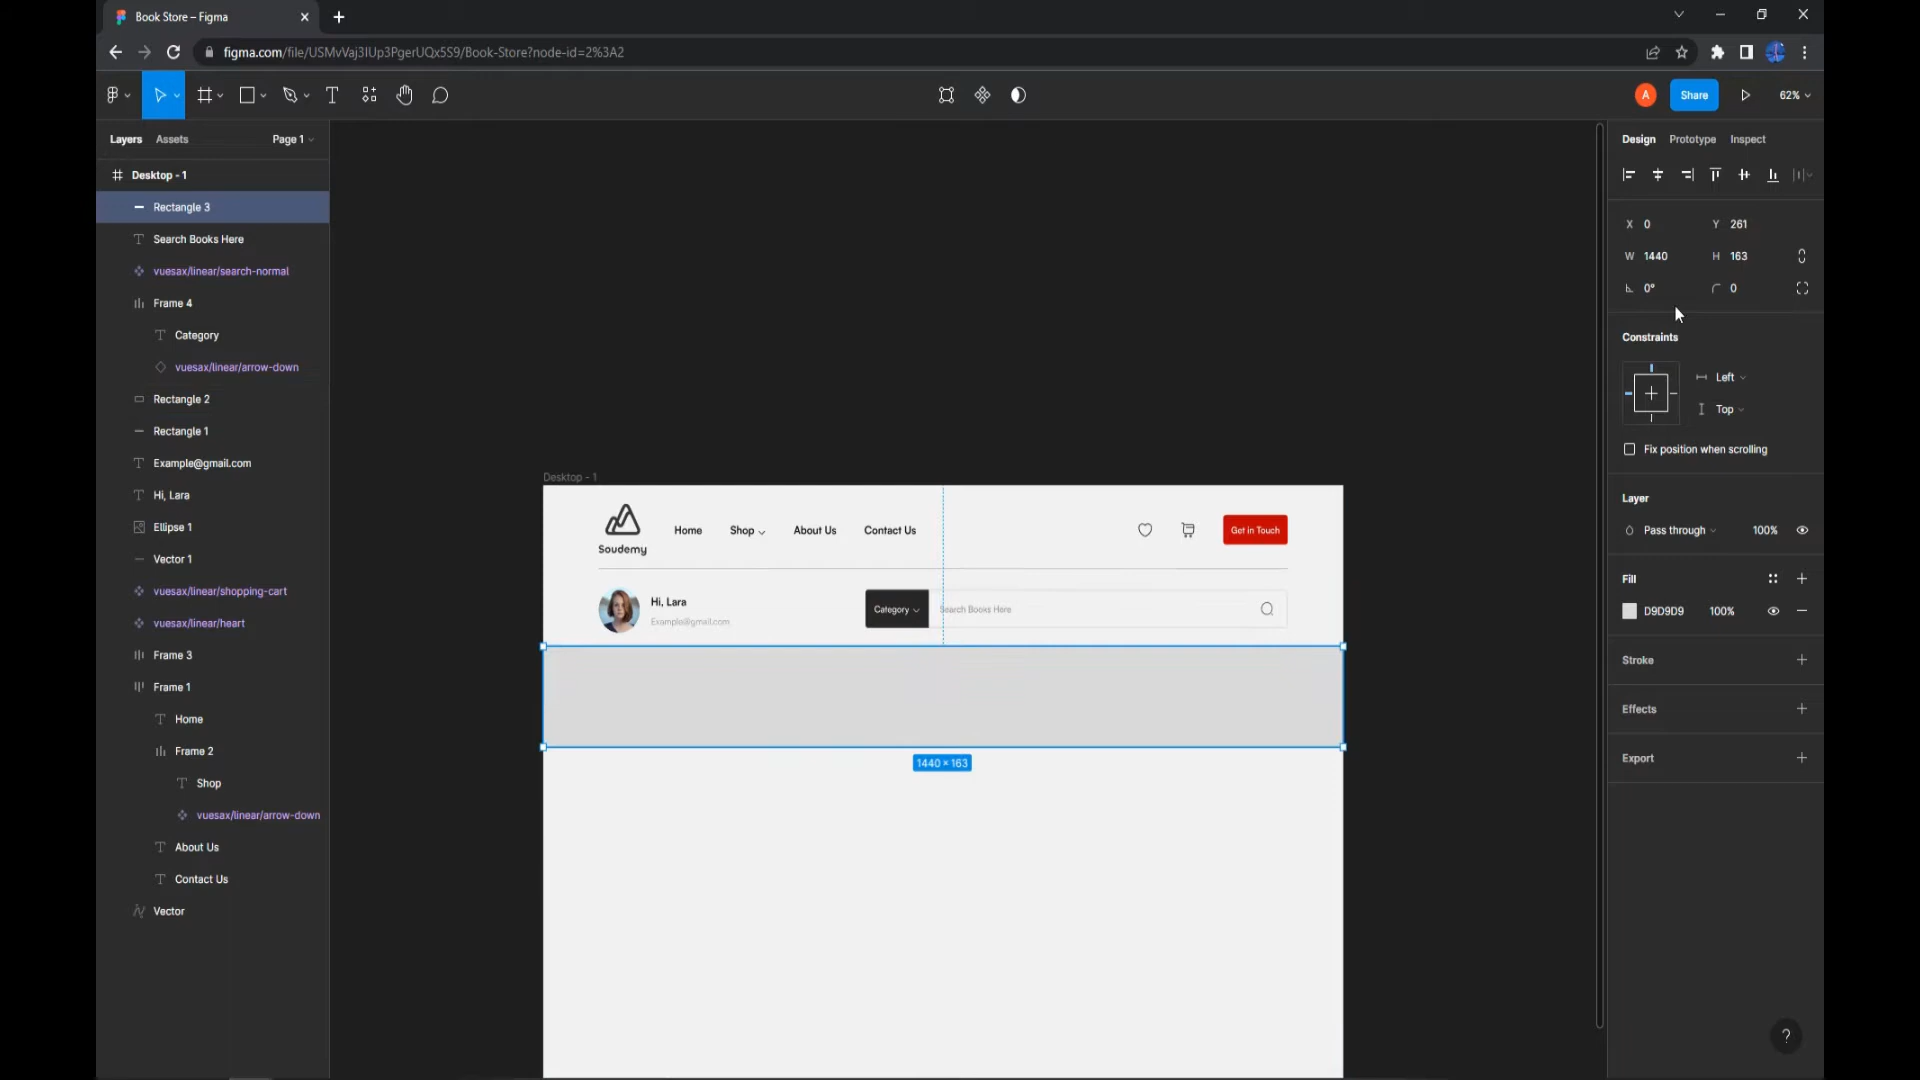 Book Store – Figma
figma.com/file/USMvVaj3IUp3PgerUQx5S9/Book-Store?node-id=2%3A2
A
Share
62%
Layers
Assets
Page 1
Design
Prototype
Inspect
Desktop - 1
Rectangle 3
Search Books Here
vuesax/linear/search-normal
Frame 4
Category
vuesax/linear/arrow-down
Rectangle 2
Rectangle 1
Example@gmail.com
Hi, Lara
Ellipse 1
Vector 1
vuesax/linear/shopping-cart
vuesax/linear/heart
Frame 3
Frame 1
Home
Frame 2
Shop
vuesax/linear/arrow-down
About Us
Contact Us
Vector
Desktop - 1
Soudemy
Home
Shop
About Us
Contact Us
Get in Touch
Hi, Lara
Example@gmail.com
Category
Search Books Here
1440 × 163
X 0
Y 261
W 1440
H 163
0°
0
Constraints
Left
Top
Fix position when scrolling
Layer
Pass through
100%
Fill
D9D9D9
100%
Stroke
Effects
Export
?